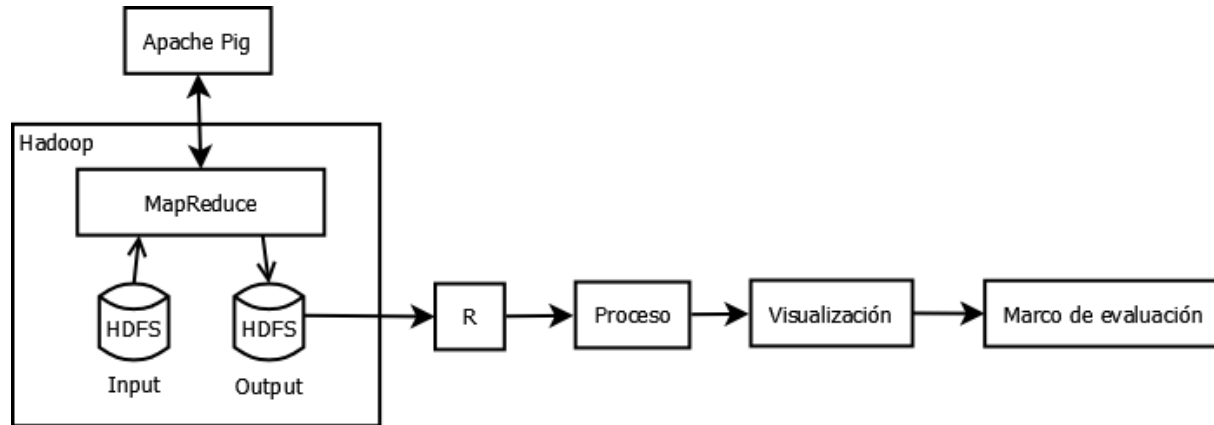 Apache Pig
Hadoop
MapReduce
HDFS
HDFS
Input
Output
R
Proceso
Visualización
Marco de evaluación